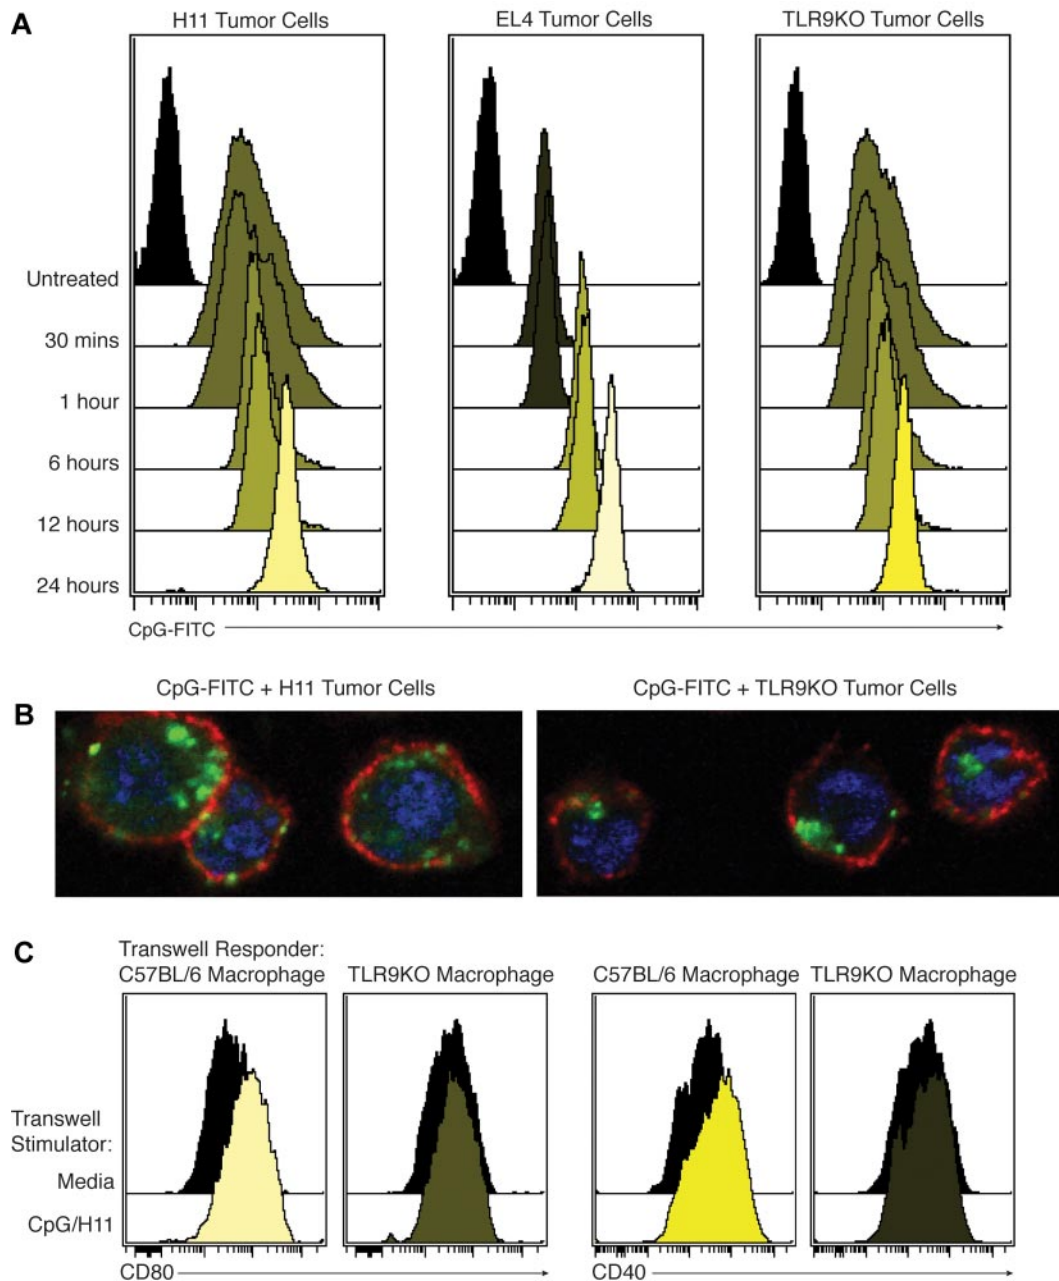 A
H11 Tumor Cells
EL4 Tumor Cells
TLR9KO Tumor Cells
Untreated
30 mins
1 hour
6 hours
12 hours
24 hours
CpG-FITC
B
CpG-FITC + H11 Tumor Cells
CpG-FITC + TLR9KO Tumor Cells
C
Transwell Responder:
C57BL/6 Macrophage
TLR9KO Macrophage
C57BL/6 Macrophage
TLR9KO Macrophage
Transwell
Stimulator:
Media
CpG/H11
CD80
CD40